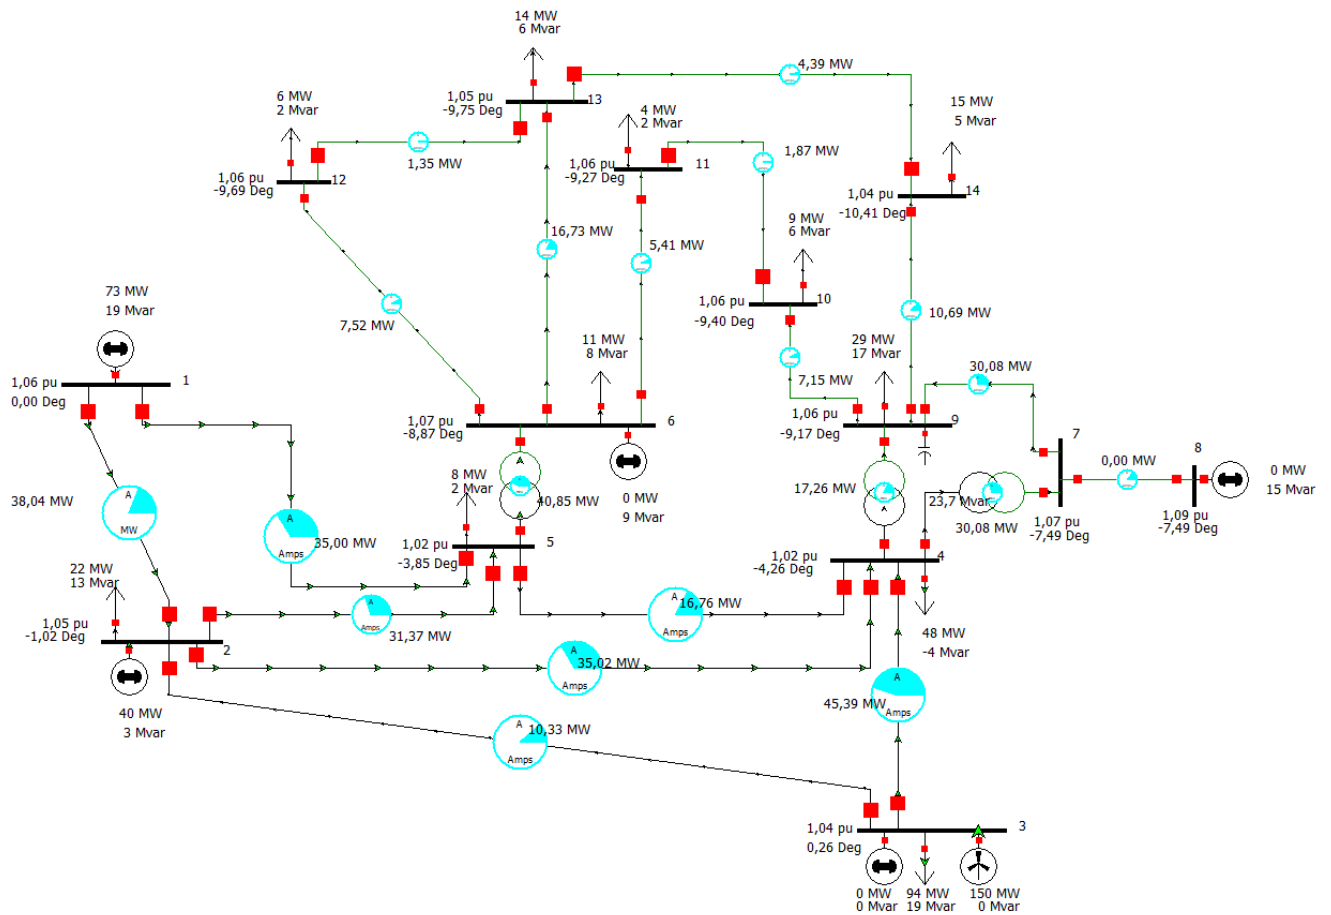 14 MW
6 Mvar
4,39 MW
1,05 pu
-9,75 Deg
13
6 MW
2 Mvar
4 MW
2 Mvar
15 MW
5 Mvar
1,35 MW
1,87 MW
1,06 pu
-9,69 Deg
12
1,06 pu
-9,27 Deg
11
1,04 pu
-10,41 Deg
14
16,73 MW
5,41 MW
9 MW
6 Mvar
7,52 MW
1,06 pu
-9,40 Deg
10
10,69 MW
73 MW
19 Mvar
11 MW
8 Mvar
29 MW
17 Mvar
7,15 MW
30,08 MW
1,06 pu
0,00 Deg
1
1,07 pu
-8,87 Deg
6
1,06 pu
-9,17 Deg
9
7
8
0,00 MW
0 MW
15 Mvar
38,04 MW
A
MW
8 MW
2 Mvar
40,85 MW
0 MW
9 Mvar
17,26 MW
23,7 Mvar
30,08 MW
1,07 pu
-7,49 Deg
1,09 pu
-7,49 Deg
A
Amps
35,00 MW
1,02 pu
-3,85 Deg
5
1,02 pu
-4,26 Deg
4
22 MW
13 Mvar
A
Amps
31,37 MW
A
Amps
16,76 MW
1,05 pu
-1,02 Deg
2
48 MW
-4 Mvar
A
Amps
35,02 MW
40 MW
3 Mvar
A
Amps
45,39 MW
A
Amps
10,33 MW
1,04 pu
0,26 Deg
3
0 MW
0 Mvar
94 MW
19 Mvar
150 MW
0 Mvar